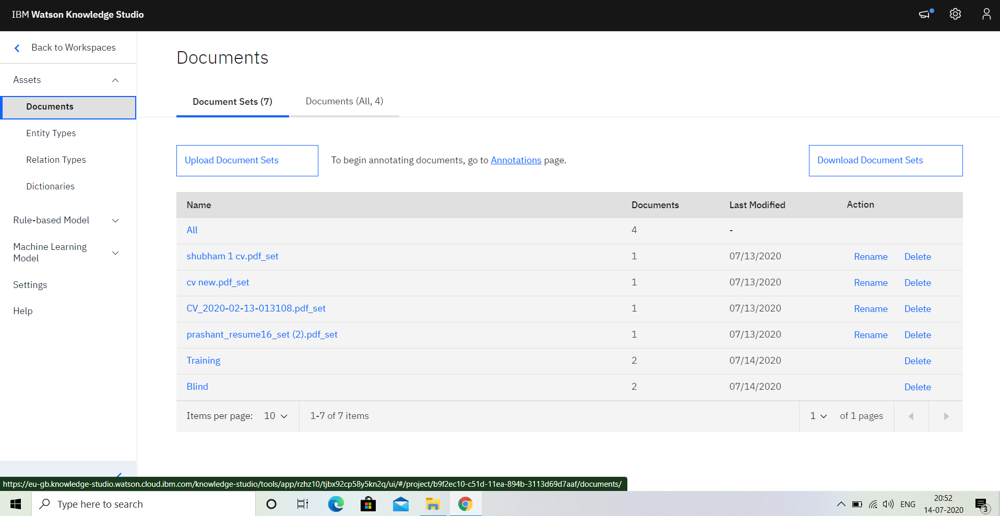 IBM Watson Knowledge Studio
Back to Workspaces
Assets
Documents
Entity Types
Relation Types
Dictionaries
Rule-based Model
Machine Learning
Model
Settings
Help
Documents
Document Sets (7) Documents (All, 4)
Upload Document Sets To begin annotating documents, go to Annotations page. Download Document Sets
Name Documents Last Modified Action
All 4 -
shubham 1 cv.pdf_set 1 07/13/2020 Rename Delete
cv new.pdf_set 1 07/13/2020 Rename Delete
CV_2020-02-13-013108.pdf_set 1 07/13/2020 Rename Delete
prashant_resume16_set (2).pdf_set 1 07/13/2020 Rename Delete
Training 2 07/14/2020 Delete
Blind 2 07/14/2020 Delete
Items per page: 10 1-7 of 7 items 1 of 1 pages
https://eu-gb.knowledge-studio.watson.cloud.ibm.com/knowledge-studio/tools/app/rzhz10/tjbx92cp58y5kn2q/ui/#/project/b9f2ec10-c51d-11ea-894b-3113d69d7aaf/documents/
Type here to search
ENG
20:52
14-07-2020
3